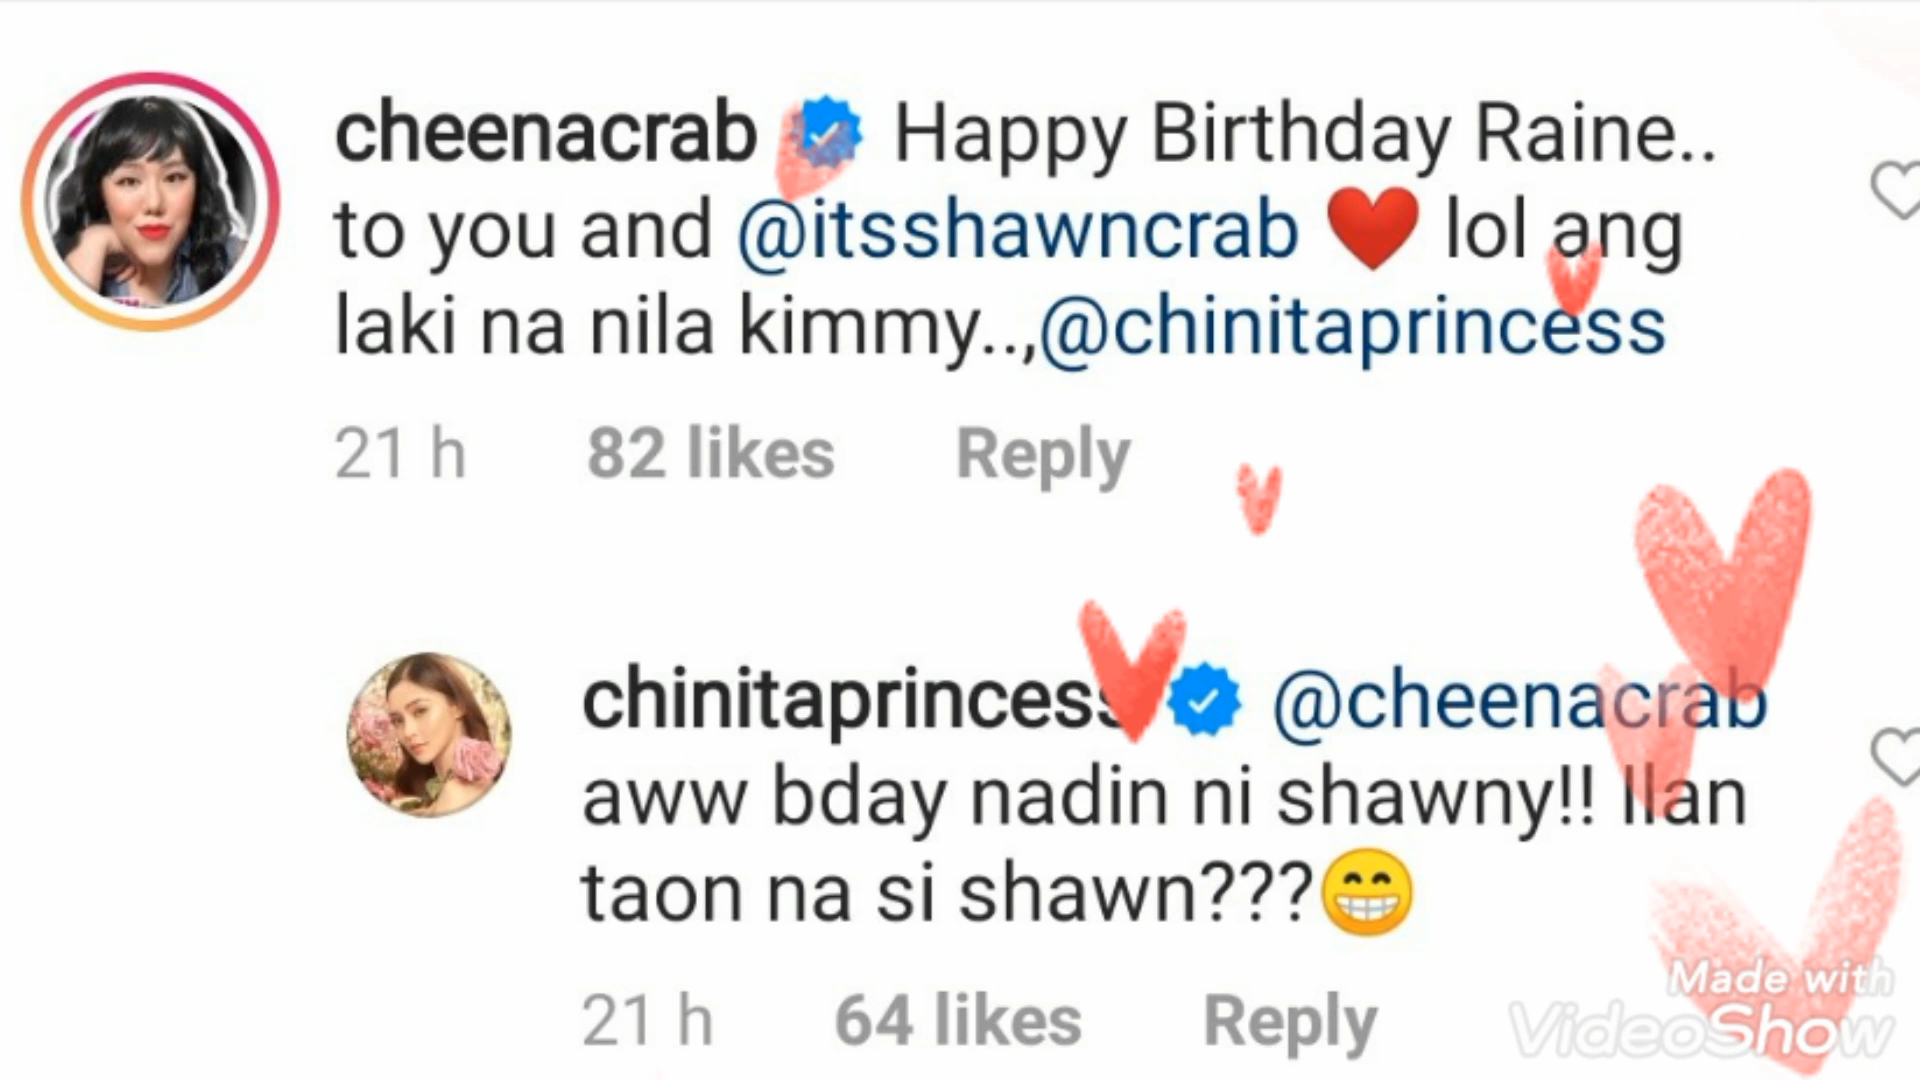 cheenacrab Happy Birthday Raine..
to you and @itsshawncrab ❤️ lol ang
laki na nila kimmy..,@chinitaprincess
21 h 82 likes Reply
chinitaprincess @cheenacrab
aww bday nadin ni shawny!! Ilan
taon na si shawn???😁
21 h 64 likes Reply
Made with
VideoShow